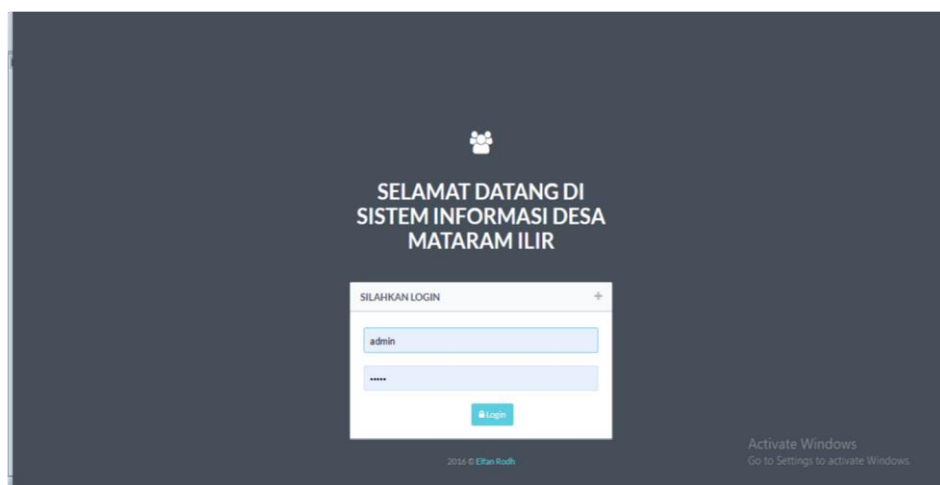 SELAMAT DATANG DI
SISTEM INFORMASI DESA
MATARAM ILIR
SILAHKAN LOGIN
admin
•••••
Login
2016 © Elfan Rodh
Activate Windows
Go to Settings to activate Windows.